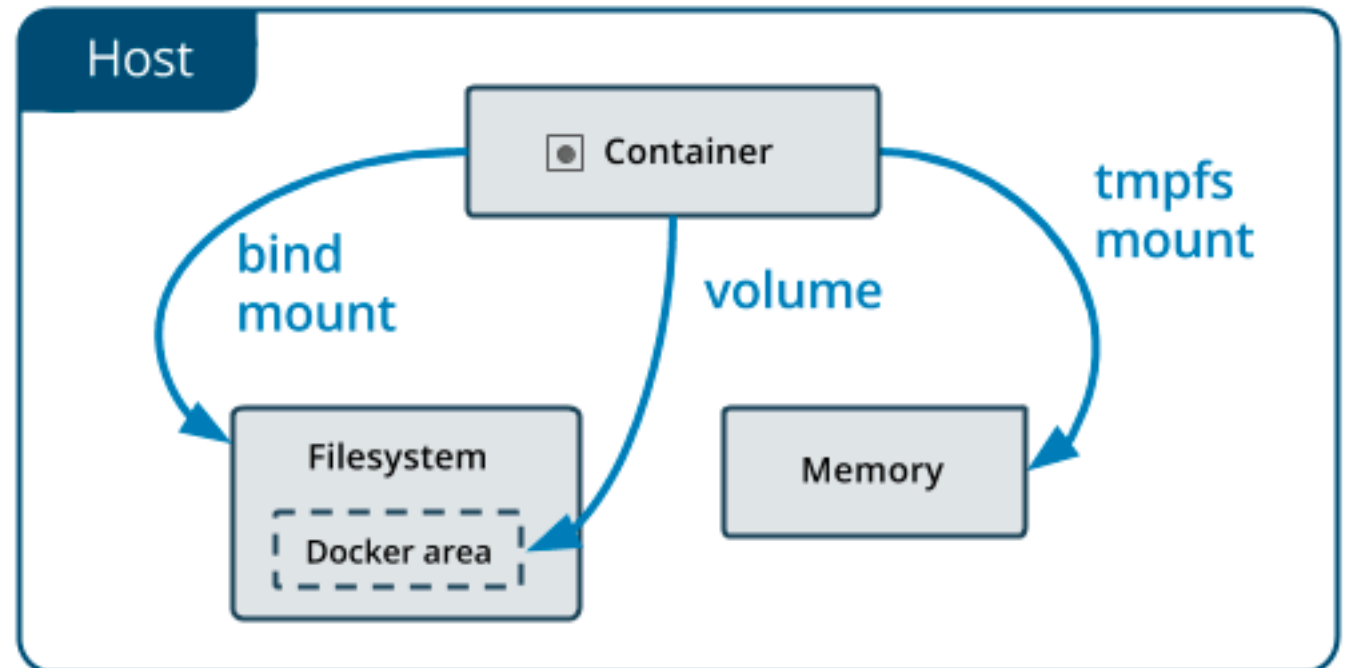 Host
Container
bind
mount
volume
tmpfs
mount
Filesystem
Docker area
Memory